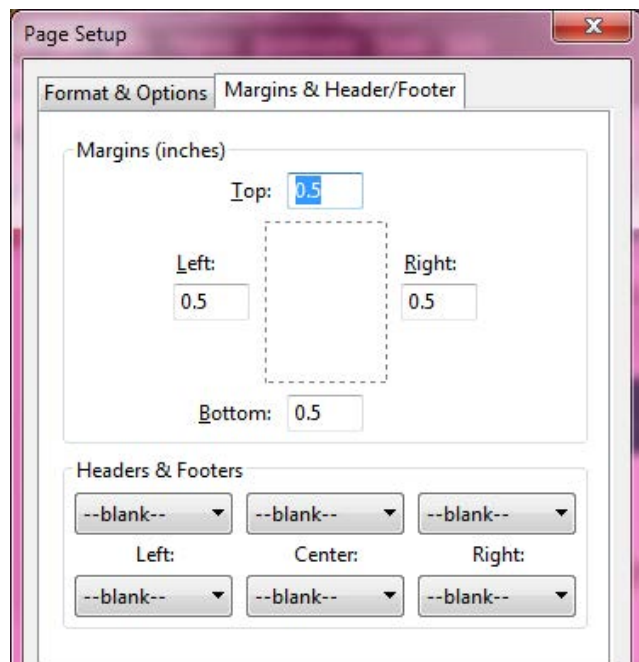 Page Setup
Format & Options Margins & Header/Footer
Margins (inches)
Top: 0.5
Left: Right:
0.5 0.5
Bottom: 0.5
Headers & Footers
--blank-- --blank-- --blank--
Left: Center: Right:
--blank-- --blank-- --blank--